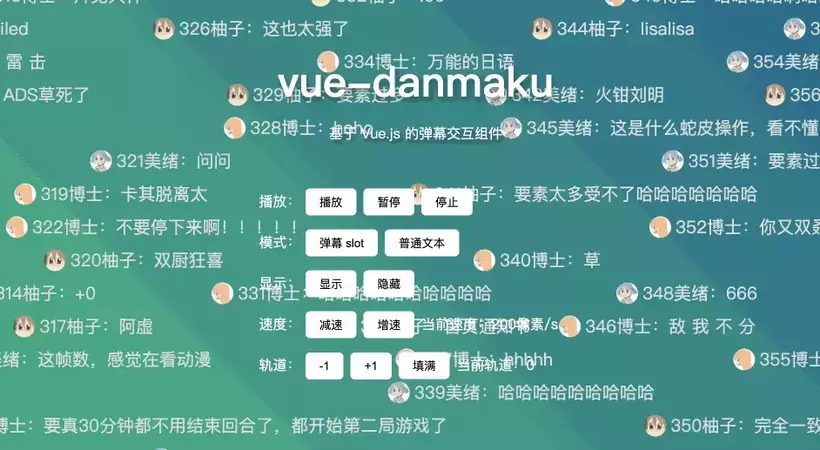 326柚子：这也太强了
344柚子：lisalisa
iled
雷 击
334博士：万能的日语
354美绪：
vue-danmaku
ADS草死了
329柚子：要素过多
342美绪：火钳刘明
356
328博士：hoho
基于 Vue.js 的弹幕交互组件
345美绪：这是什么蛇皮操作，看不懂
321美绪：问问
351美绪：要素过
319博士：卡其脱离太
播放： 播放 暂停 停止
柚子：要素太多受不了哈哈哈哈哈哈哈
322博士：不要停下来啊！！！！！
352博士：你又双
模式： 弹幕 slot 普通文本
320柚子：双厨狂喜
340博士：草
显示： 显示 隐藏
314柚子：+0
331博士：哈哈哈哈哈哈哈哈哈
348美绪：666
317柚子：阿虚
速度： 减速 增速 当前速度：200像素/s
346博士：敌 我 不 分
美绪：这帧数，感觉在看动漫
轨道： -1 +1 填满 当前轨道：0
博士：hhhhh
355博士：
339美绪：哈哈哈哈哈哈哈哈哈
博士：要真30分钟都不用结束回合了，都开始第二局游戏了
350柚子：完全一致